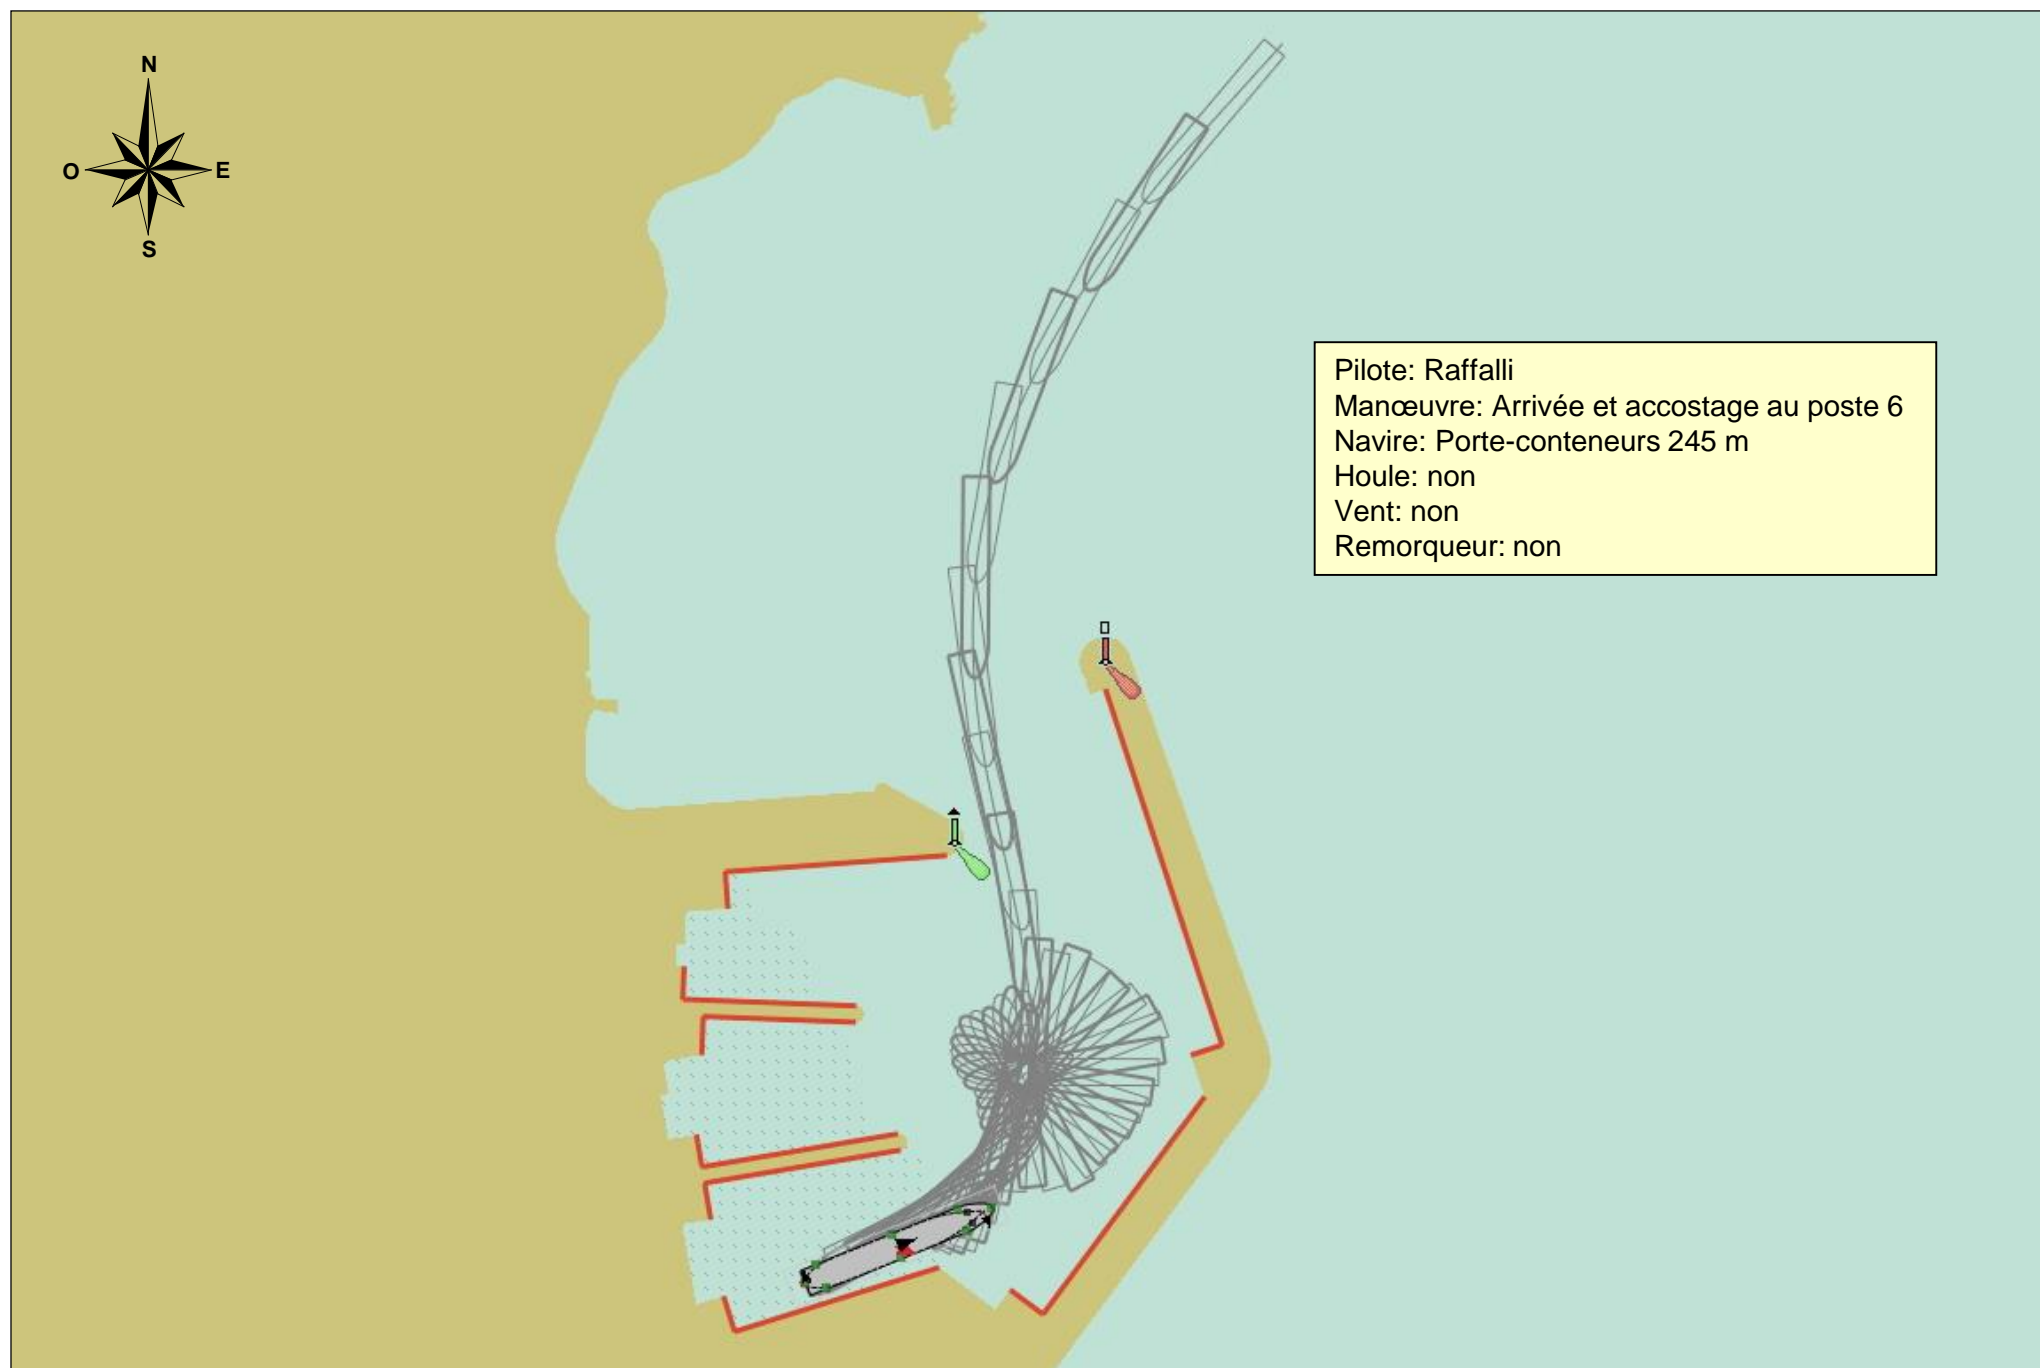 N
O
E
S
Pilote: Raffalli
Manœuvre: Arrivée et accostage au poste 6
Navire: Porte-conteneurs 245 m
Houle: non
Vent: non
Remorqueur: non